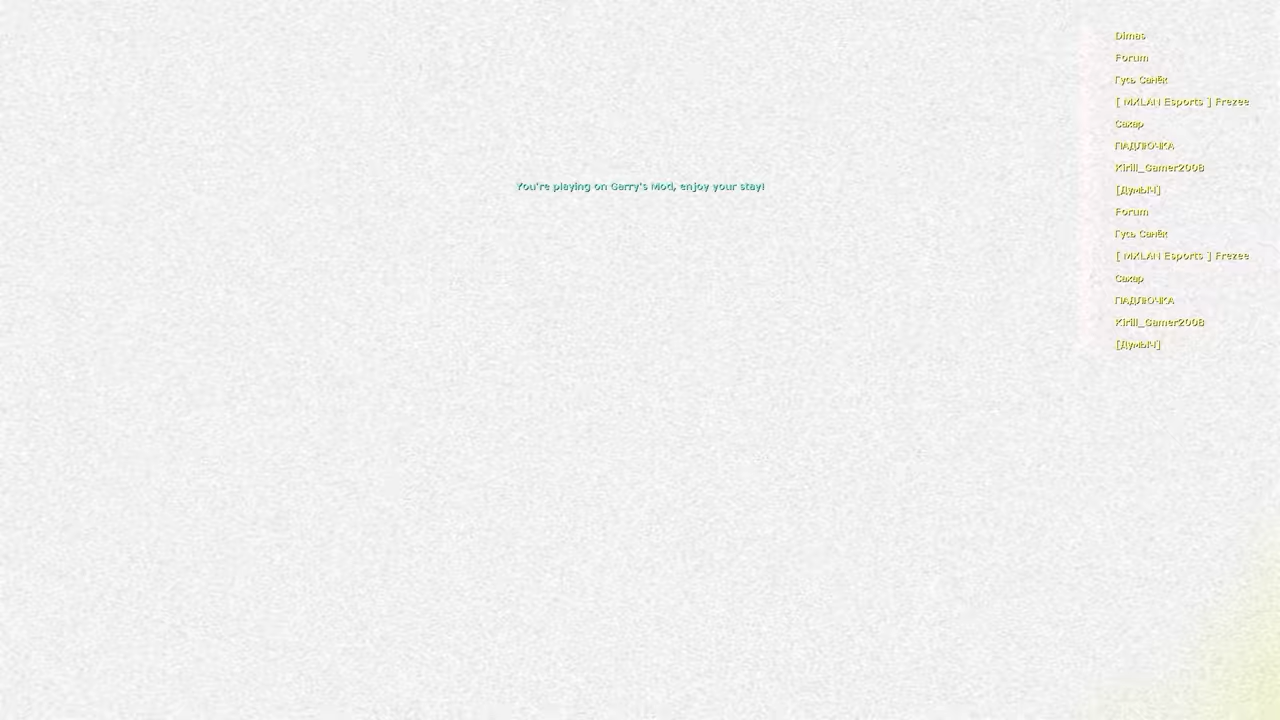 Dimas
Forum
Гусь Санёк
[ MXLAN Esports ] Frezee
Сахар
ПАДЛЮЧКА
You're playing on Garry's Mod, enjoy your stay!
Kirill_Gamer2008
[Думыч]
Forum
Гусь Санёк
[ MXLAN Esports ] Frezee
Сахар
ПАДЛЮЧКА
Kirill_Gamer2008
[Думыч]